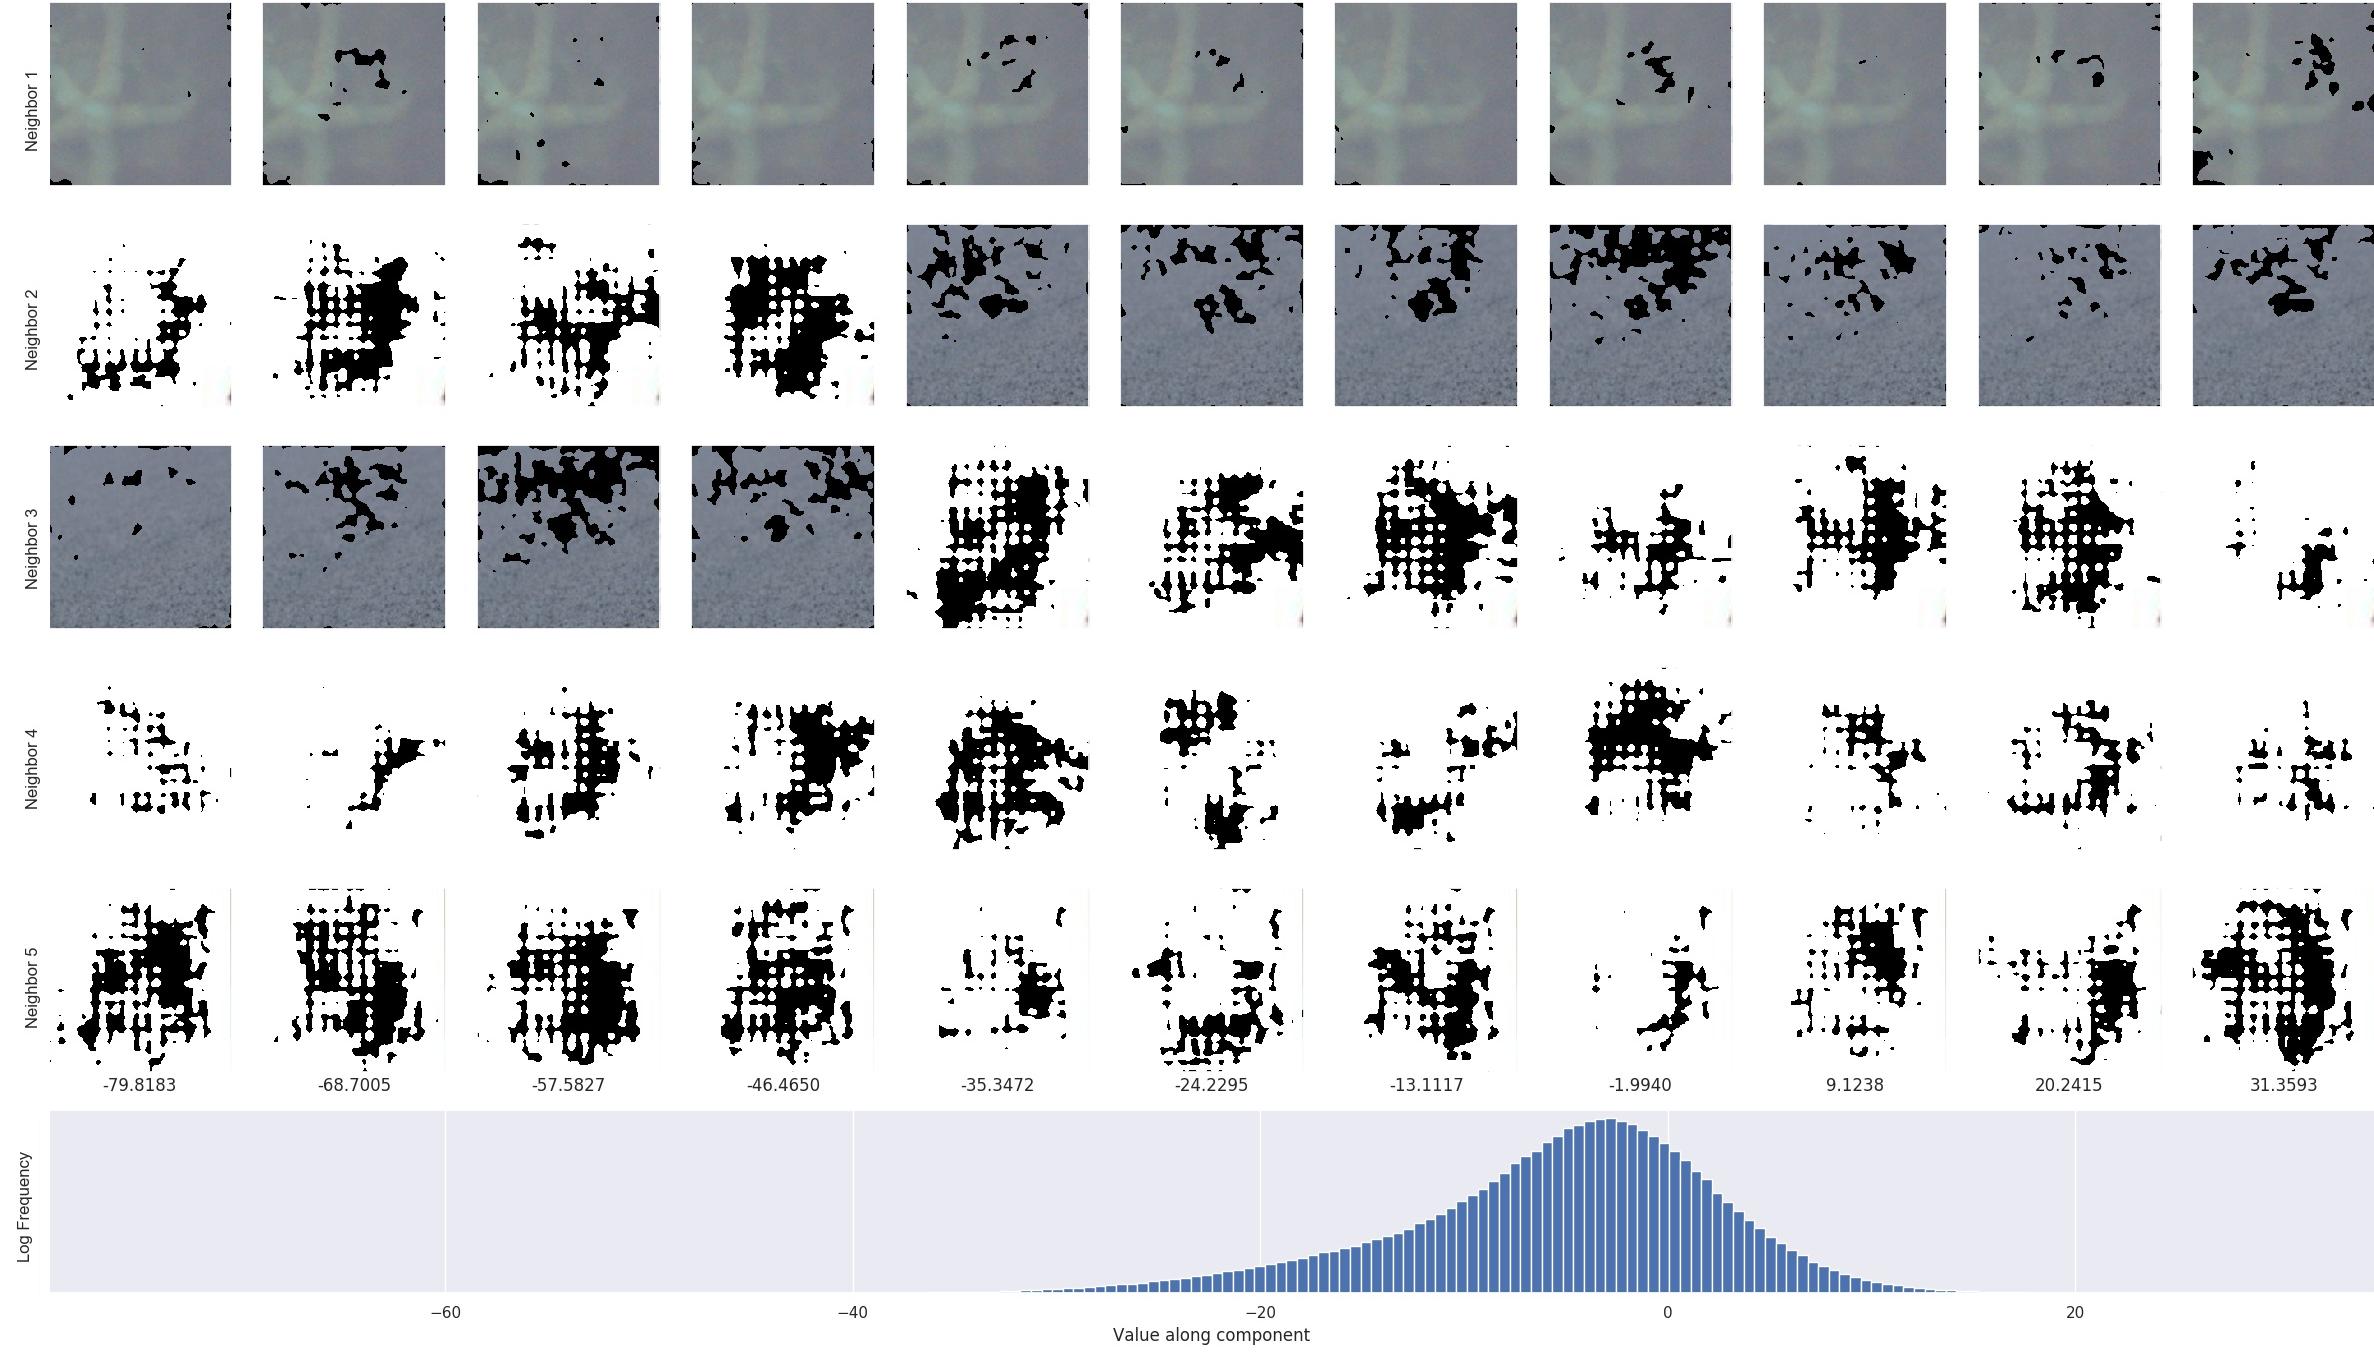 Neighbor 1
Neighbor 2
Neighbor 3
Neighbor 4
Neighbor 5
-79.8183 -68.7005 -57.5827 -46.4650 -35.3472 -24.2295 -13.1117 -1.9940 9.1238 20.2415 31.3593
Log Frequency
−60 −40 −20 0 20
Value along component